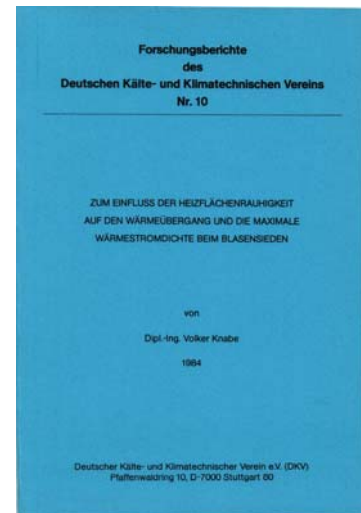 Forschungsberichte
des
Deutschen Kälte- und Klimatechnischen Vereins
Nr. 10
ZUM EINFLUSS DER HEIZFLÄCHENRAUHIGKEIT
AUF DEN WÄRMEÜBERGANG UND DIE MAXIMALE
WÄRMESTROMDICHTE BEIM BLASENSIEDEN
von
Dipl.-Ing. Volker Knabe
1984
Deutscher Kälte- und Klimatechnischer Verein e.V. (DKV)
Pfaffenwaldring 10, D-7000 Stuttgart 80